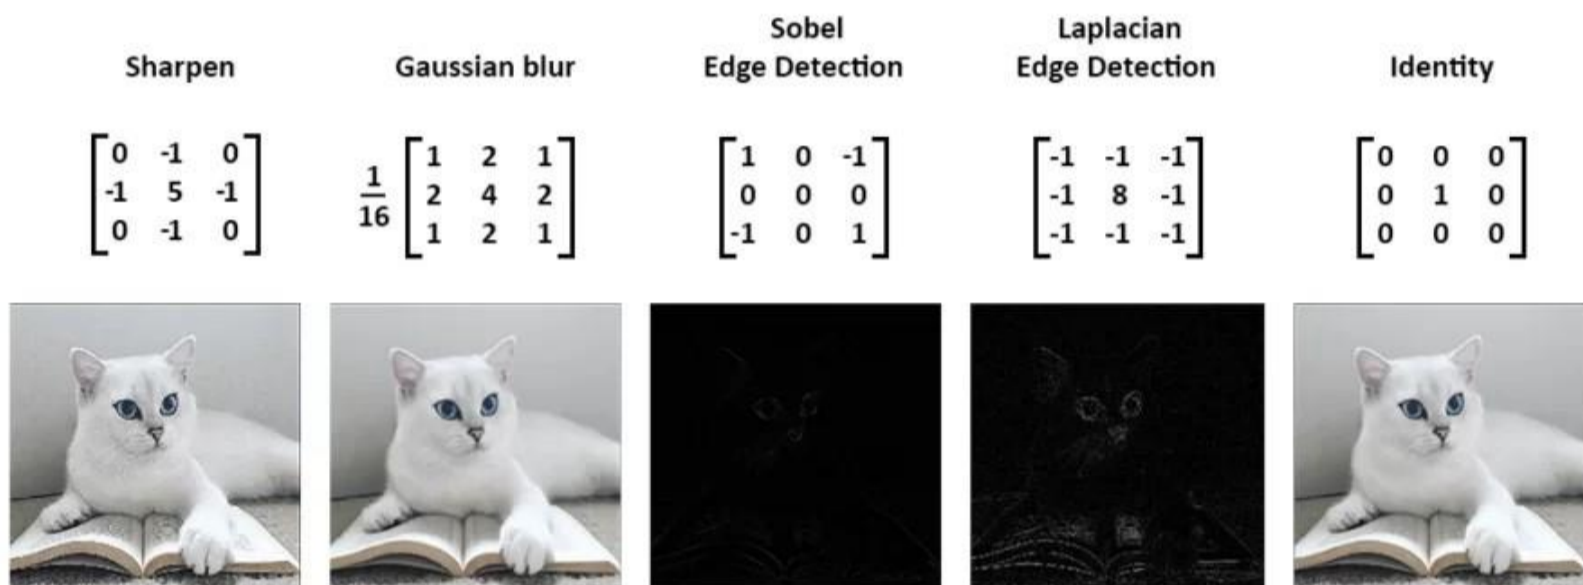 Sharpen
Gaussian blur
Sobel
Edge Detection
Laplacian
Edge Detection
Identity
0 -1 0
-1 5 -1
0 -1 0
1
16
1 2 1
2 4 2
1 2 1
1 0 -1
0 0 0
-1 0 1
-1 -1 -1
-1 8 -1
-1 -1 -1
0 0 0
0 1 0
0 0 0